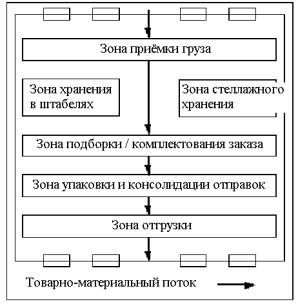 Зона приёмки груза
Зона хранения
в штабелях
Зона стеллажного
хранения
Зона подборки / комплектования заказа
Зона упаковки и консолидации отправок
Зона отгрузки
Товарно-материальный поток